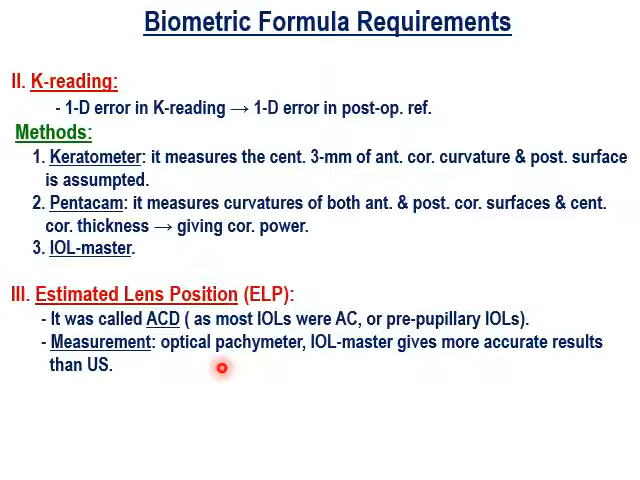 Biometric Formula Requirements
II. K-reading:
- 1-D error in K-reading → 1-D error in post-op. ref.
Methods:
1. Keratometer: it measures the cent. 3-mm of ant. cor. curvature & post. surface
is assumpted.
2. Pentacam: it measures curvatures of both ant. & post. cor. surfaces & cent.
cor. thickness → giving cor. power.
3. IOL-master.
III. Estimated Lens Position (ELP):
- It was called ACD ( as most IOLs were AC, or pre-pupillary IOLs).
- Measurement: optical pachymeter, IOL-master gives more accurate results
than US.